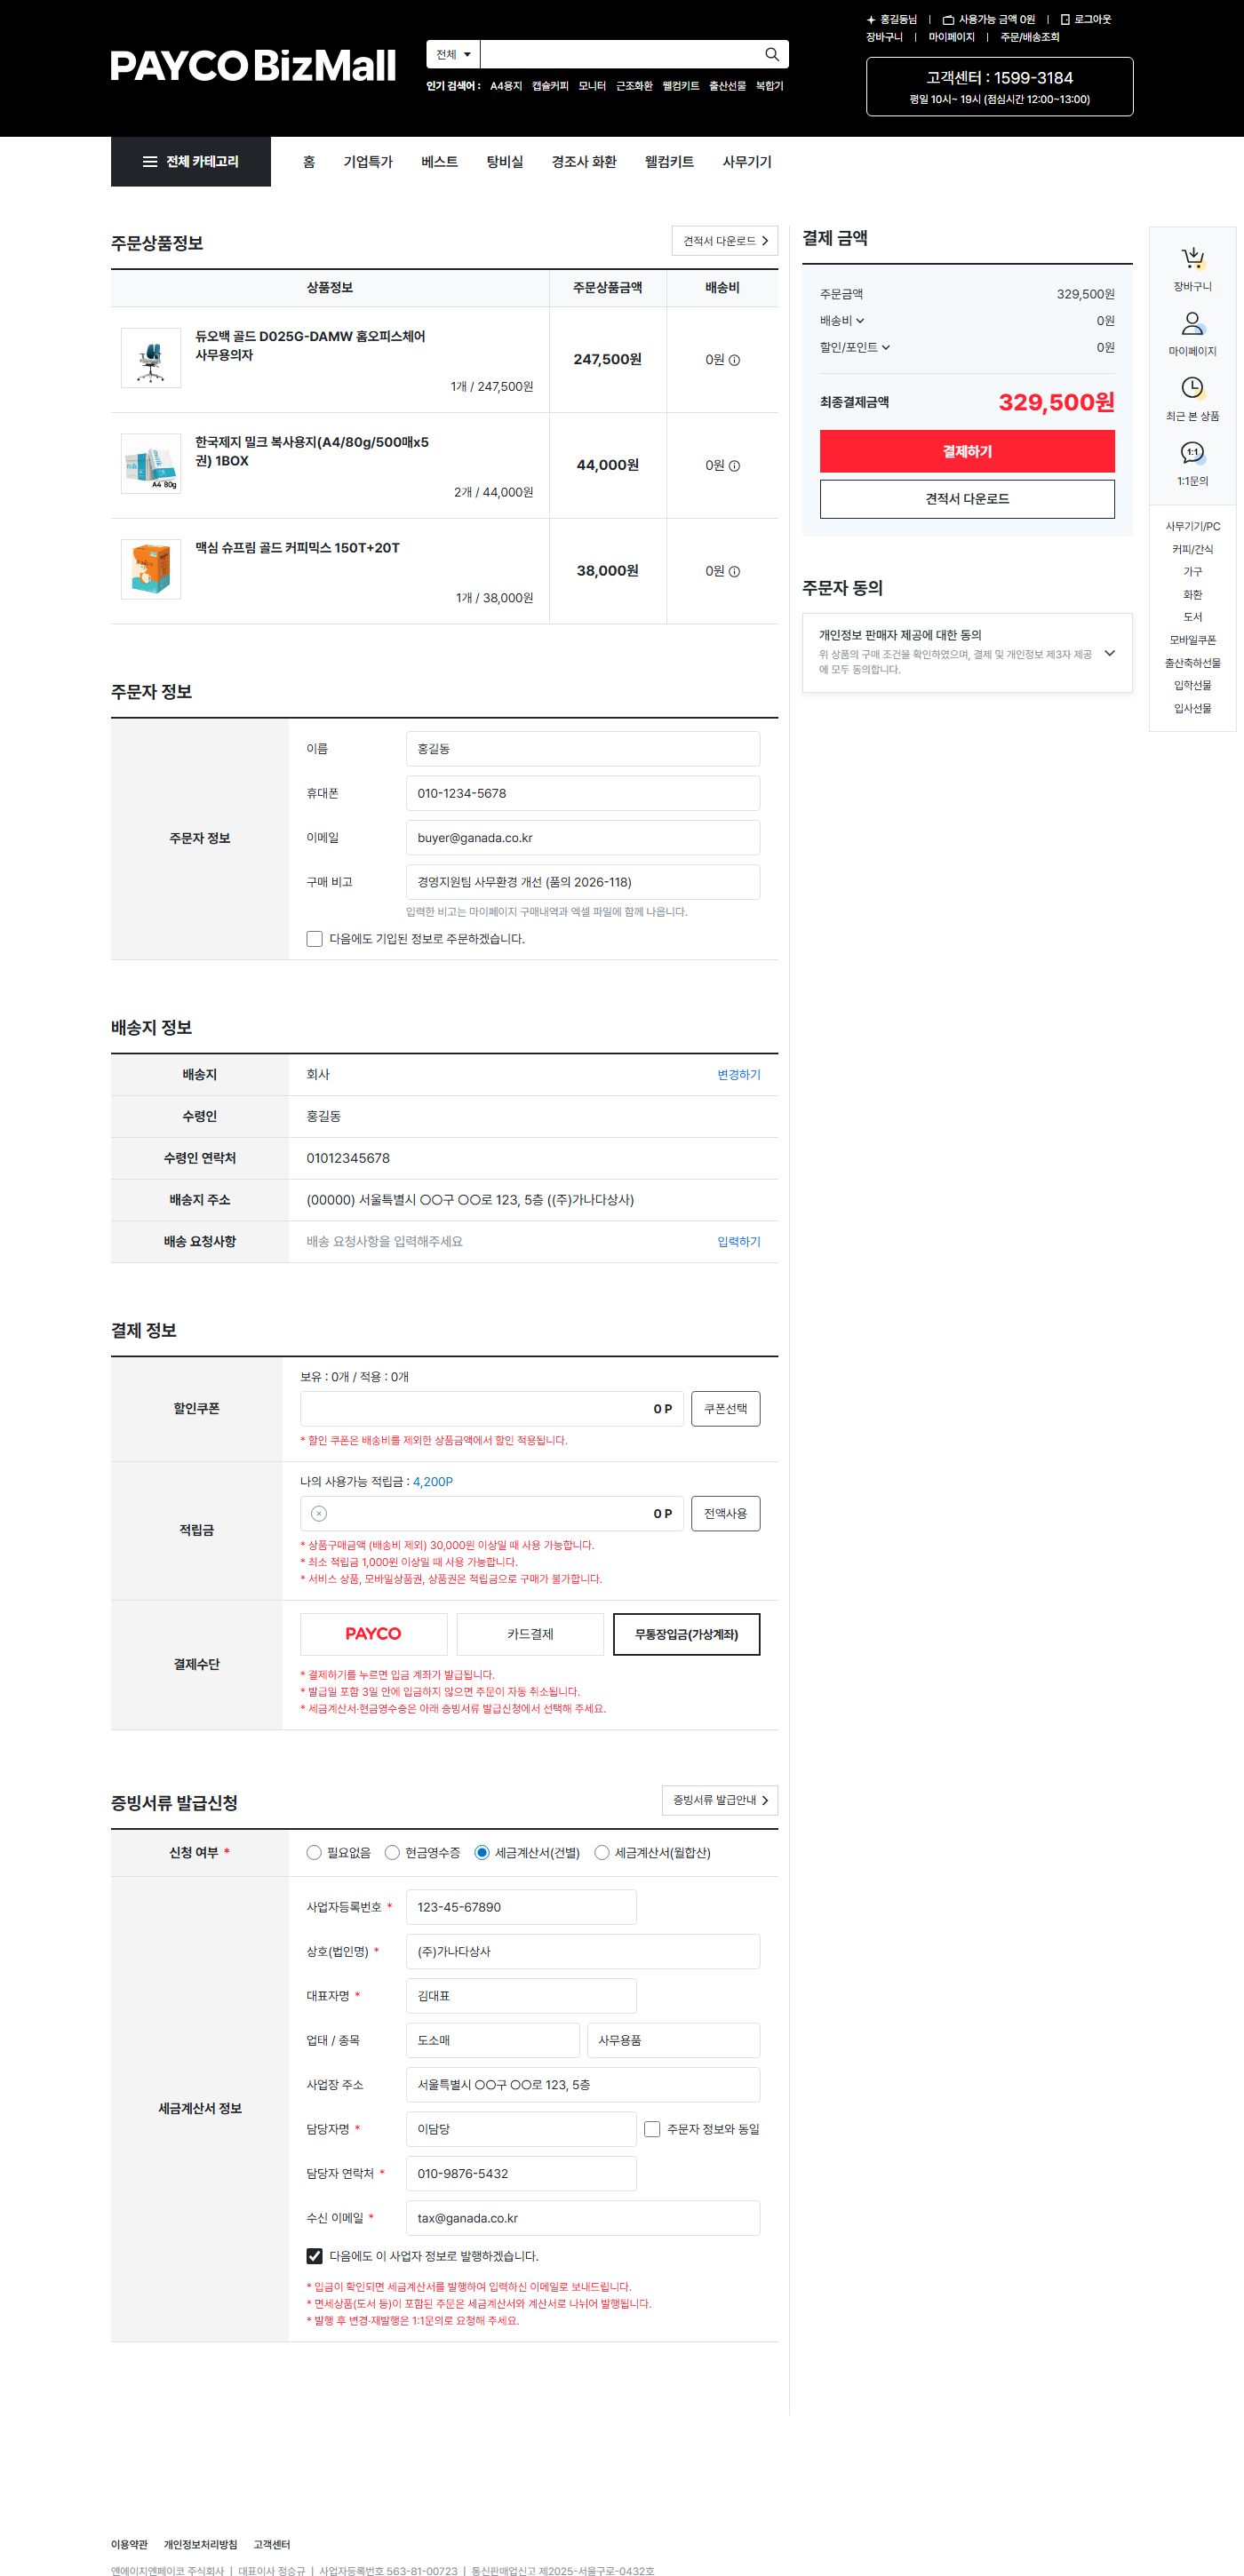 홍길동님 | 사용가능 금액 0원 | 로그아웃
장바구니 | 마이페이지 | 주문/배송조회
PAYCO BizMall
전체
인기 검색어 : A4용지 캡슐커피 모니터 근조화환 웰컴키트 출산선물 복합기
고객센터 : 1599-3184
평일 10시~ 19시 (점심시간 12:00~13:00)
전체 카테고리 홈 기업특가 베스트 탕비실 경조사 화환 웰컴키트 사무기기
주문상품정보 견적서 다운로드
상품정보 주문상품금액 배송비
듀오백 골드 D025G-DAMW 홈오피스체어
사무용의자
1개 / 247,500원
247,500원 0원
한국제지 밀크 복사용지(A4/80g/500매x5
권) 1BOX
A4 80g
2개 / 44,000원
44,000원 0원
맥심 슈프림 골드 커피믹스 150T+20T
1개 / 38,000원
38,000원 0원
결제 금액
주문금액 329,500원
배송비 0원
할인/포인트 0원
최종결제금액 329,500원
결제하기
견적서 다운로드
주문자 동의
개인정보 판매자 제공에 대한 동의
위 상품의 구매 조건을 확인하였으며, 결제 및 개인정보 제3자 제공
에 모두 동의합니다.
장바구니
마이페이지
최근 본 상품
1:1
1:1문의
사무기기/PC
커피/간식
가구
화환
도서
모바일쿠폰
출산축하선물
입학선물
입사선물
주문자 정보
주문자 정보
이름 홍길동
휴대폰 010-1234-5678
이메일 buyer@ganada.co.kr
구매 비고 경영지원팀 사무환경 개선 (품의 2026-118)
입력한 비고는 마이페이지 구매내역과 엑셀 파일에 함께 나옵니다.
다음에도 기입된 정보로 주문하겠습니다.
배송지 정보
배송지 회사 변경하기
수령인 홍길동
수령인 연락처 01012345678
배송지 주소 (00000) 서울특별시 〇〇구 〇〇로 123, 5층 ((주)가나다상사)
배송 요청사항 배송 요청사항을 입력해주세요 입력하기
결제 정보
할인쿠폰
보유 : 0개 / 적용 : 0개
0 P 쿠폰선택
* 할인 쿠폰은 배송비를 제외한 상품금액에서 할인 적용됩니다.
적립금
나의 사용가능 적립금 : 4,200P
0 P 전액사용
* 상품구매금액 (배송비 제외) 30,000원 이상일 때 사용 가능합니다.
* 최소 적립금 1,000원 이상일 때 사용 가능합니다.
* 서비스 상품, 모바일상품권, 상품권은 적립금으로 구매가 불가합니다.
결제수단
PAYCO 카드결제 무통장입금(가상계좌)
* 결제하기를 누르면 입금 계좌가 발급됩니다.
* 발급일 포함 3일 안에 입금하지 않으면 주문이 자동 취소됩니다.
* 세금계산서·현금영수증은 아래 증빙서류 발급신청에서 선택해 주세요.
증빙서류 발급신청 증빙서류 발급안내
신청 여부 * 필요없음 현금영수증 세금계산서(건별) 세금계산서(월합산)
세금계산서 정보
사업자등록번호 * 123-45-67890
상호(법인명) * (주)가나다상사
대표자명 * 김대표
업태 / 종목 도소매 사무용품
사업장 주소 서울특별시 〇〇구 〇〇로 123, 5층
담당자명 * 이담당 주문자 정보와 동일
담당자 연락처 * 010-9876-5432
수신 이메일 * tax@ganada.co.kr
다음에도 이 사업자 정보로 발행하겠습니다.
* 입금이 확인되면 세금계산서를 발행하여 입력하신 이메일로 보내드립니다.
* 면세상품(도서 등)이 포함된 주문은 세금계산서와 계산서로 나뉘어 발행됩니다.
* 발행 후 변경·재발행은 1:1문의로 요청해 주세요.
이용약관 개인정보처리방침 고객센터
엔에이치엔페이코 주식회사 | 대표이사 정승규 | 사업자등록번호 563-81-00723 | 통신판매업신고 제2025-서울구로-0432호